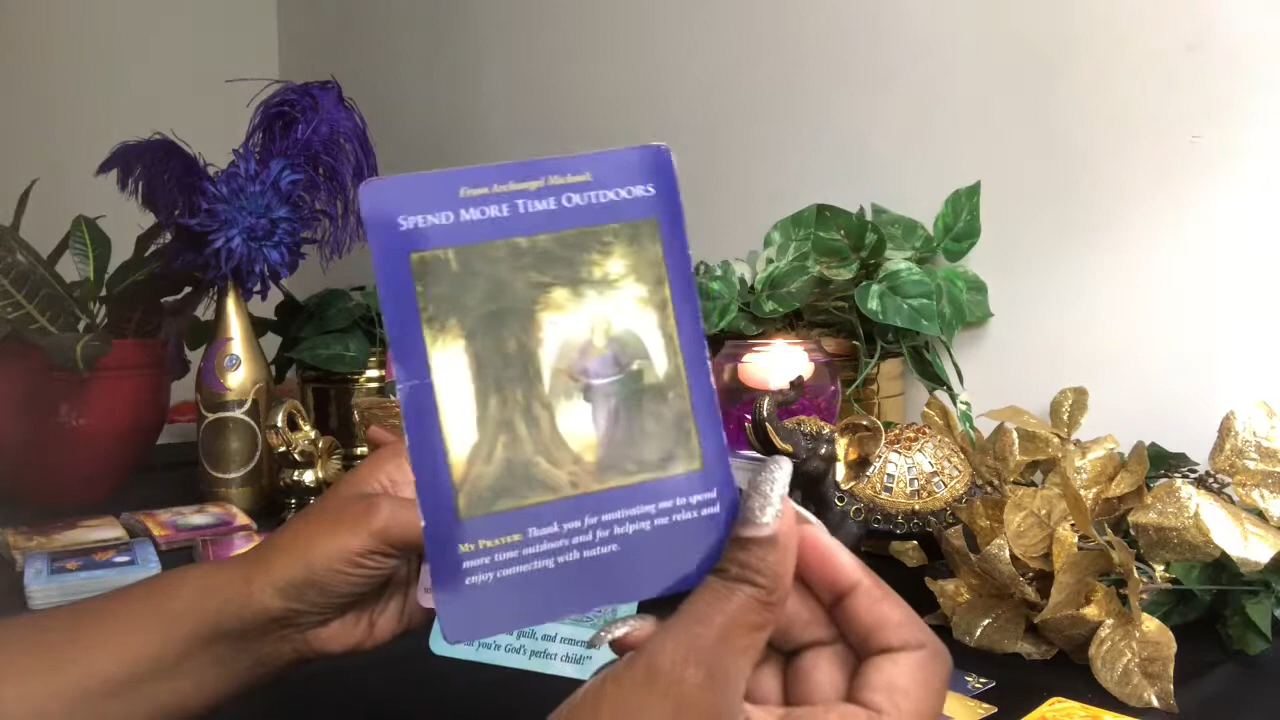 From Archangel Michael:
SPEND MORE TIME OUTDOORS
MY PRAYER: Thank you for motivating me to spend
more time outdoors and for helping me relax and
enjoy connecting with nature.
guilt, and remember
you're God's perfect child!"